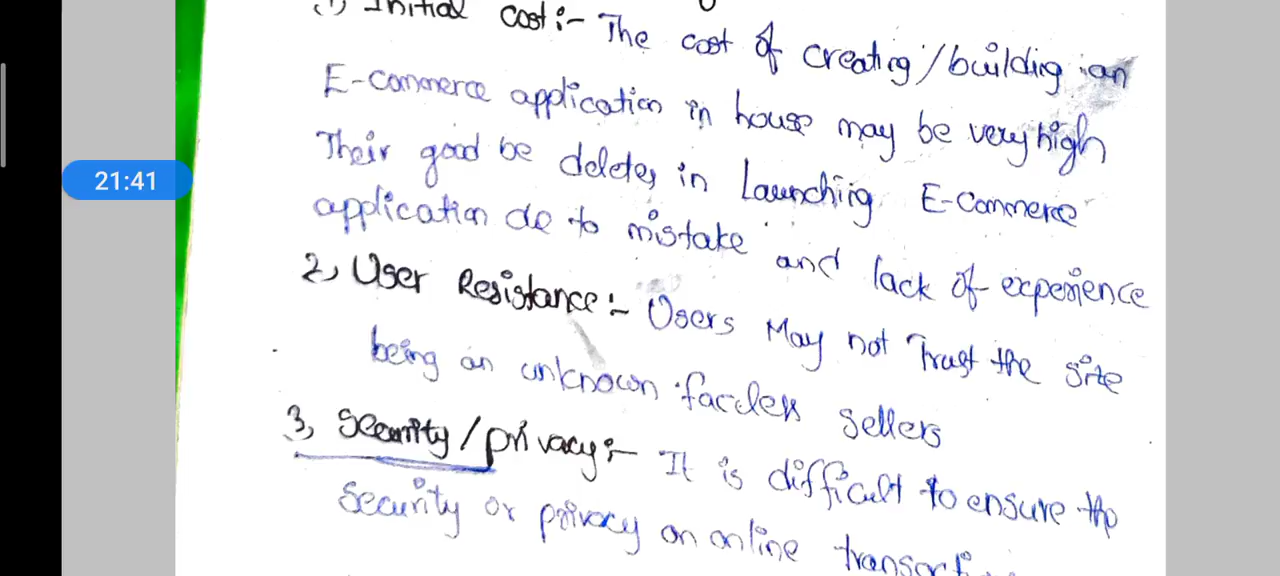 (1) Initial cost:- The cost of creating/building an
E-commerce application in house may be very high
Their good be deletes in Launching E-Commerce
application de to mistake and lack of experience
2, User Resistance:- Users May not Trust the site
being an unknown faceless sellers
3, Security/privacy:- It is difficult to ensure the
Security or privacy on online
21:41